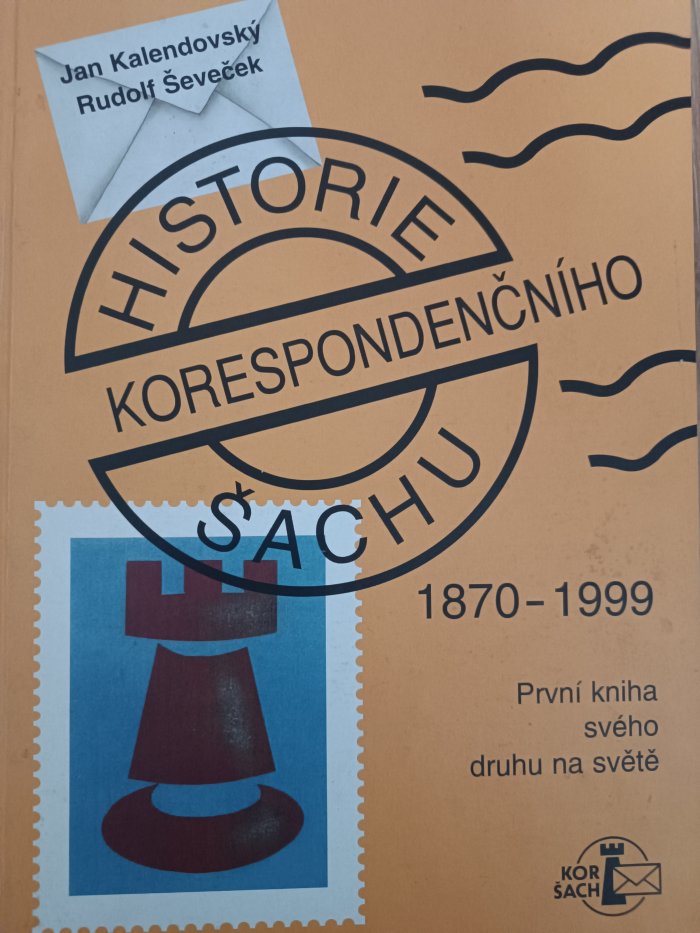 Jan Kalendovský
Rudolf Ševeček
HISTORIE
KORESPONDENČNÍHO
ŠACHU
1870-1999
První kniha
svého
druhu na světě
KOR
ŠACH